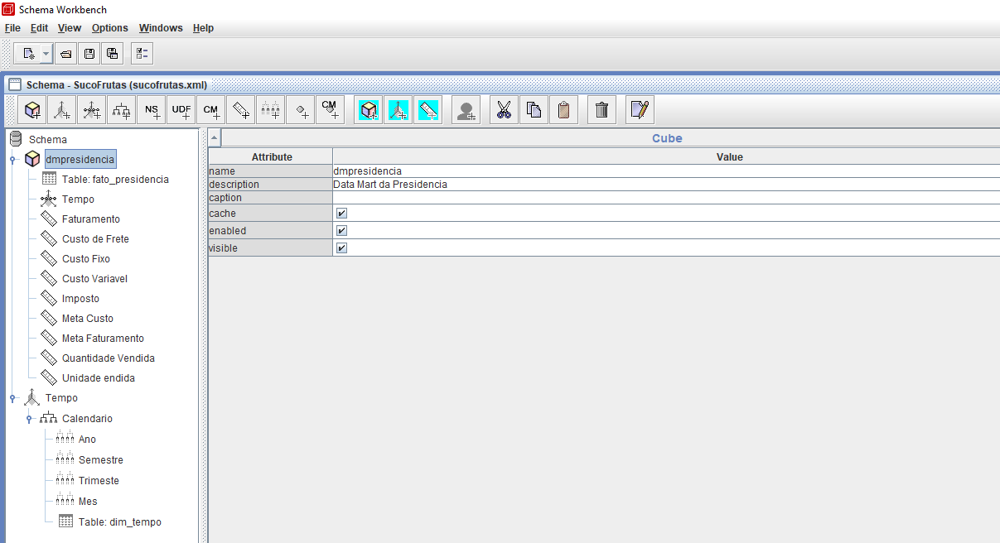 Schema Workbench
File Edit View Options Windows Help
Schema - SucoFrutas (sucofrutas.xml)
NS UDF CM CM
Schema
dmpresidencia
Table: fato_presidencia
Tempo
Faturamento
Custo de Frete
Custo Fixo
Custo Variavel
Imposto
Meta Custo
Meta Faturamento
Quantidade Vendida
Unidade endida
Tempo
Calendario
Ano
Semestre
Trimeste
Mes
Table: dim_tempo
Cube
Attribute Value
name dmpresidencia
description Data Mart da Presidencia
caption
cache
enabled
visible